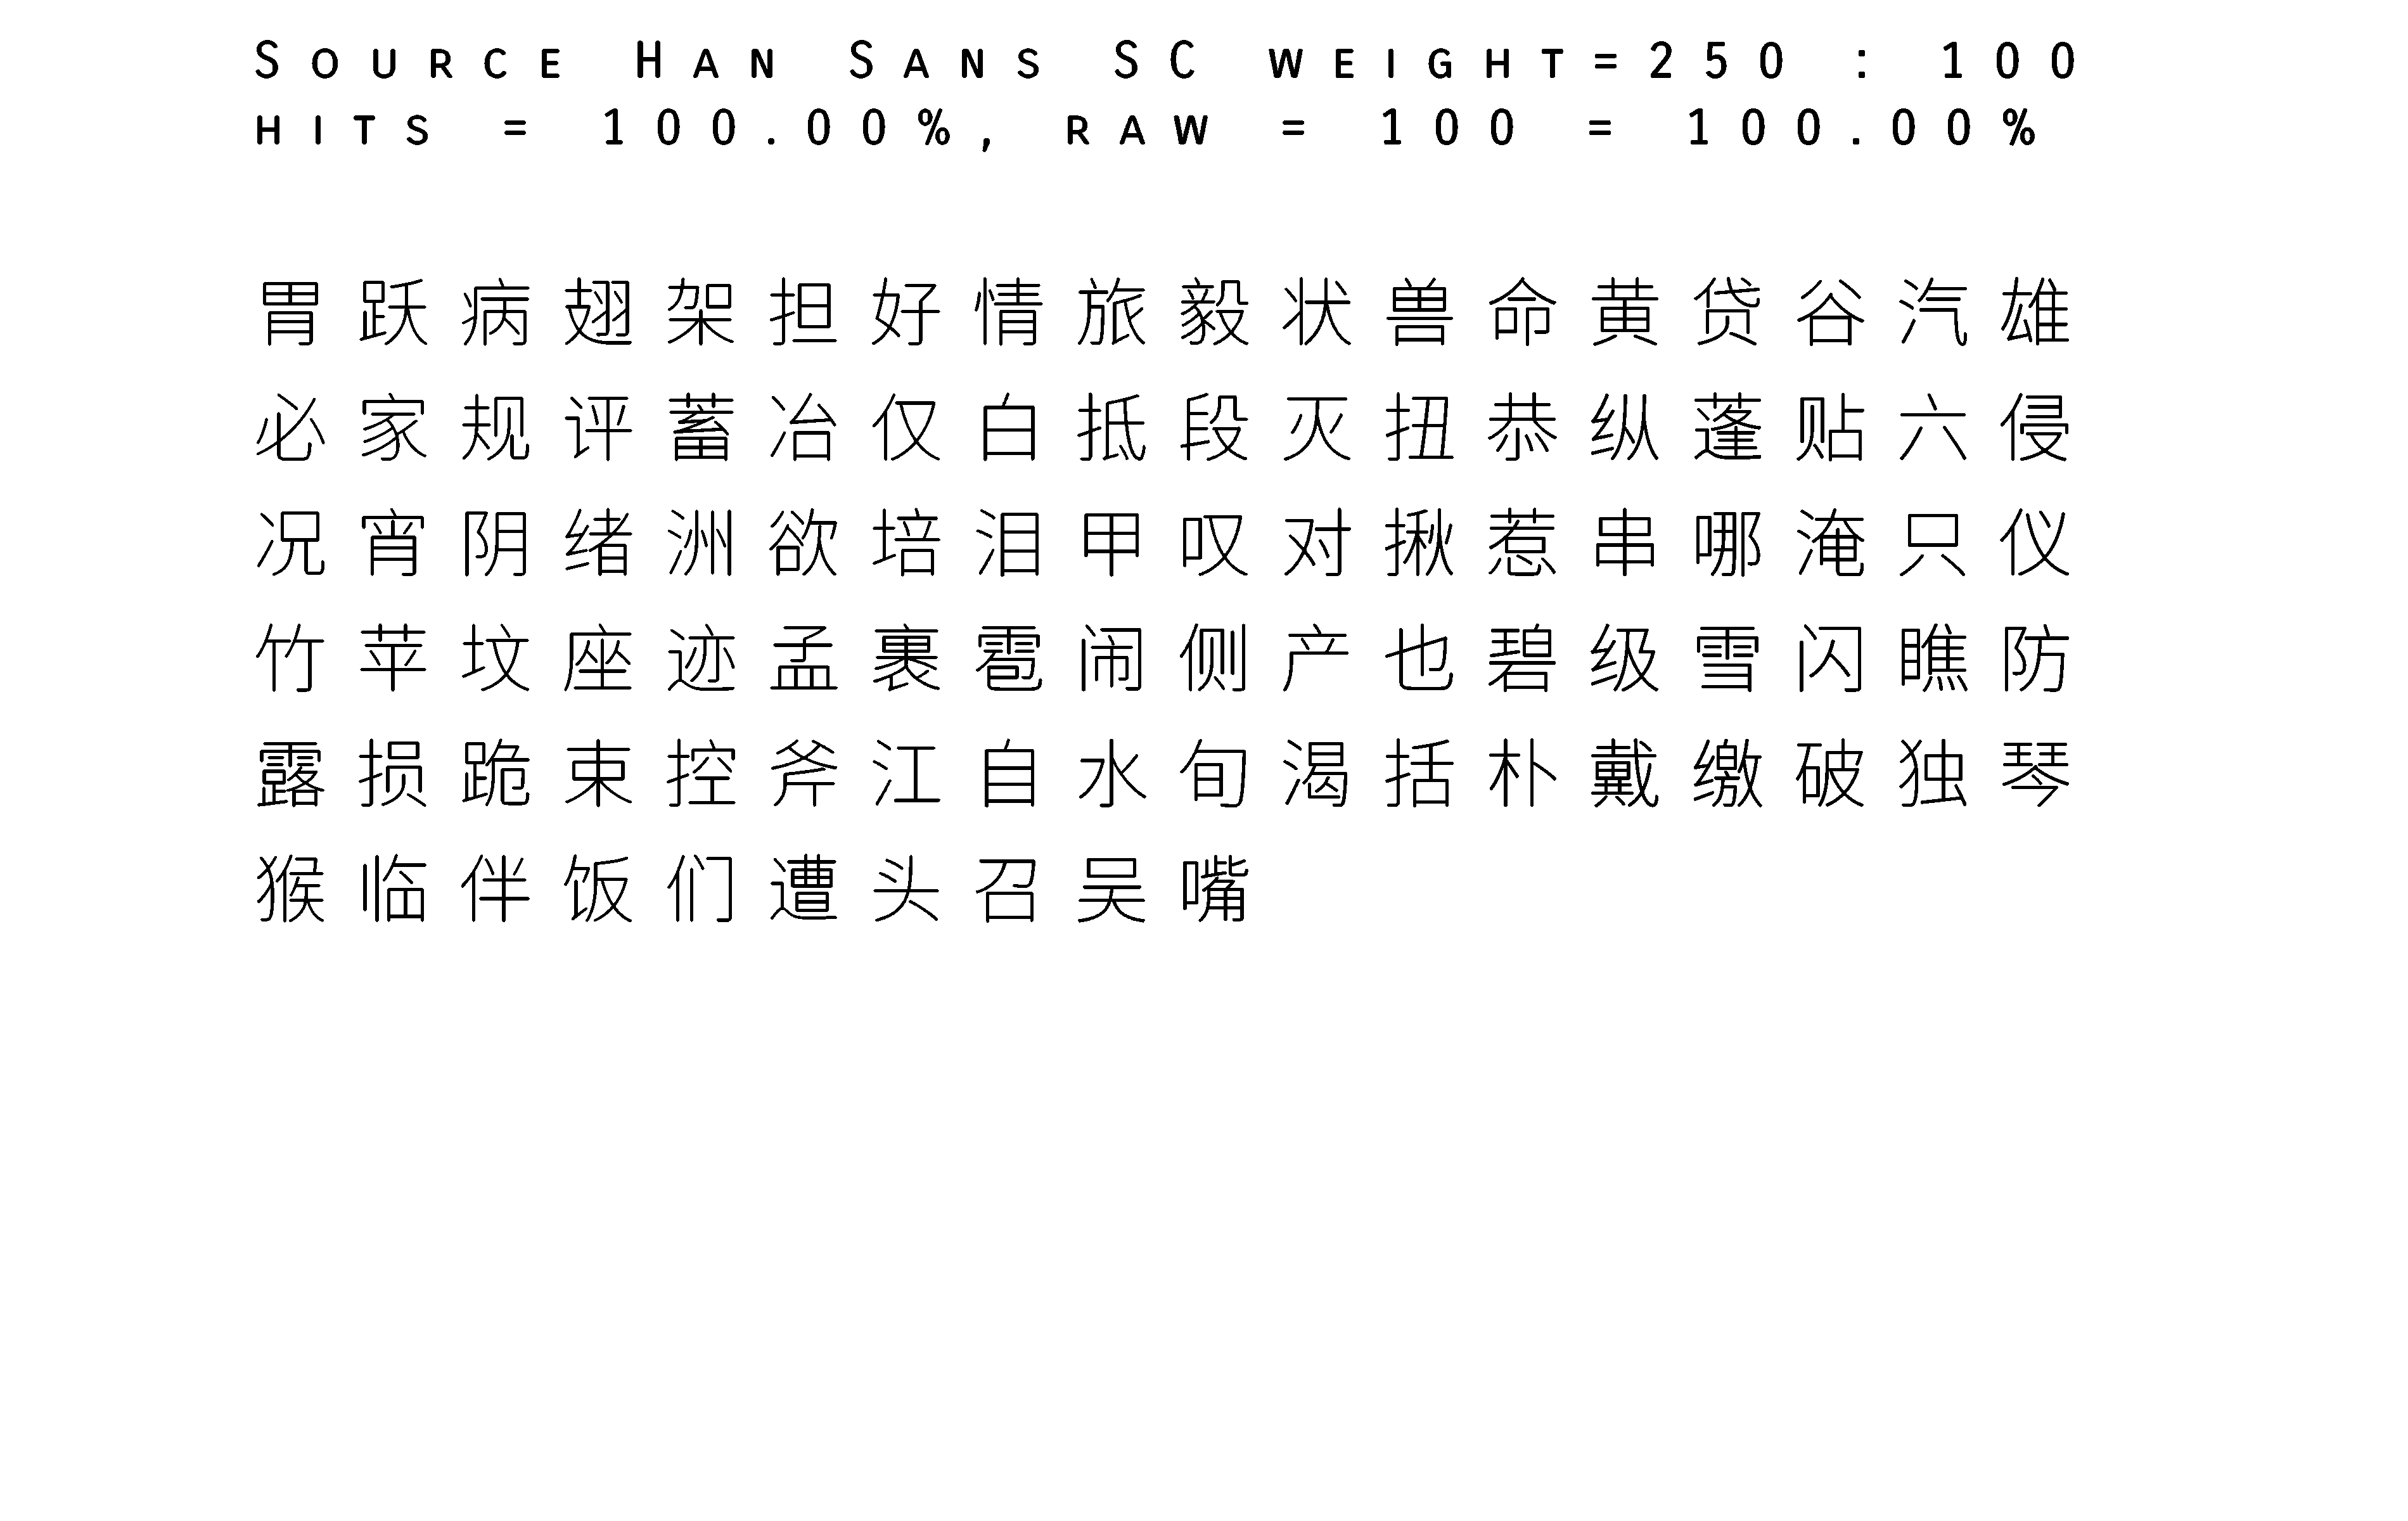 Source Han Sans SC weight=250 : 100
hits = 100.00%, raw = 100 = 100.00%
胃跃病翅架担好情旅毅状兽命黄贷谷汽雄
必家规评蓄冶仅白抵段灭扭恭纵蓬贴六侵
况宵阴绪洲欲培泪甲叹对揪惹串哪淹只仪
竹苹坟座迹孟裹雹闹侧产也碧级雪闪瞧防
露损跪束控斧江自水旬渴括朴戴缴破独琴
猴临伴饭们遭头召吴嘴